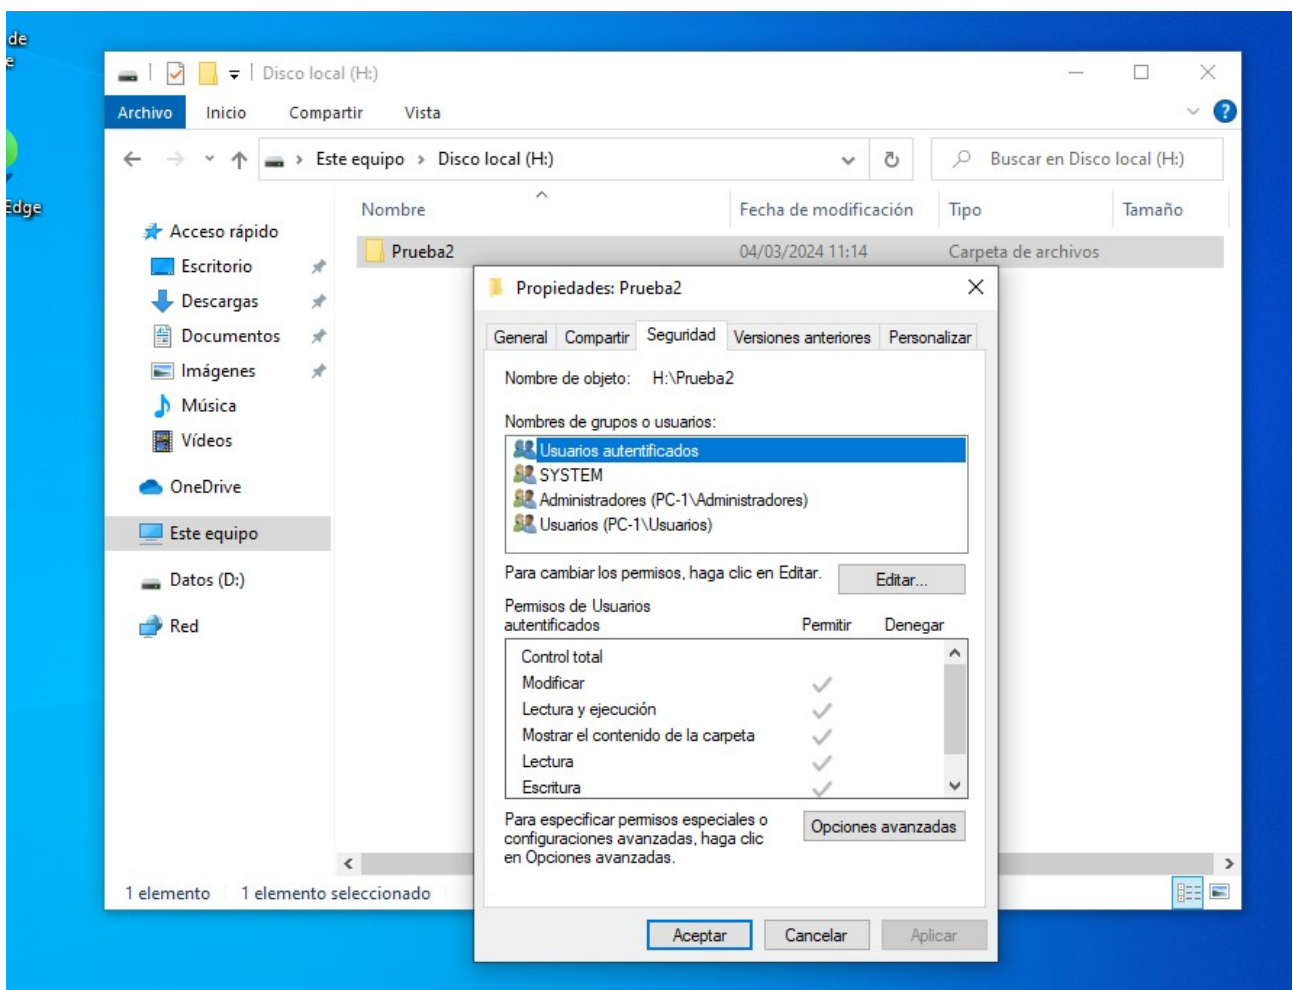 de
e
Edge
Disco local (H:)
Archivo Inicio Compartir Vista
Este equipo > Disco local (H:)
Buscar en Disco local (H:)
Nombre Fecha de modificación Tipo Tamaño
Acceso rápido
Escritorio
Descargas
Documentos
Imágenes
Música
Vídeos
OneDrive
Este equipo
Datos (D:)
Red
Prueba2 04/03/2024 11:14 Carpeta de archivos
1 elemento 1 elemento seleccionado
Propiedades: Prueba2
General Compartir Seguridad Versiones anteriores Personalizar
Nombre de objeto: H:\Prueba2
Nombres de grupos o usuarios:
Usuarios autentificados
SYSTEM
Administradores (PC-1\Administradores)
Usuarios (PC-1\Usuarios)
Para cambiar los permisos, haga clic en Editar. Editar...
Permisos de Usuarios
autentificados Permitir Denegar
Control total
Modificar
Lectura y ejecución
Mostrar el contenido de la carpeta
Lectura
Escritura
Para especificar permisos especiales o
configuraciones avanzadas, haga clic
en Opciones avanzadas.
Opciones avanzadas
Aceptar Cancelar Aplicar